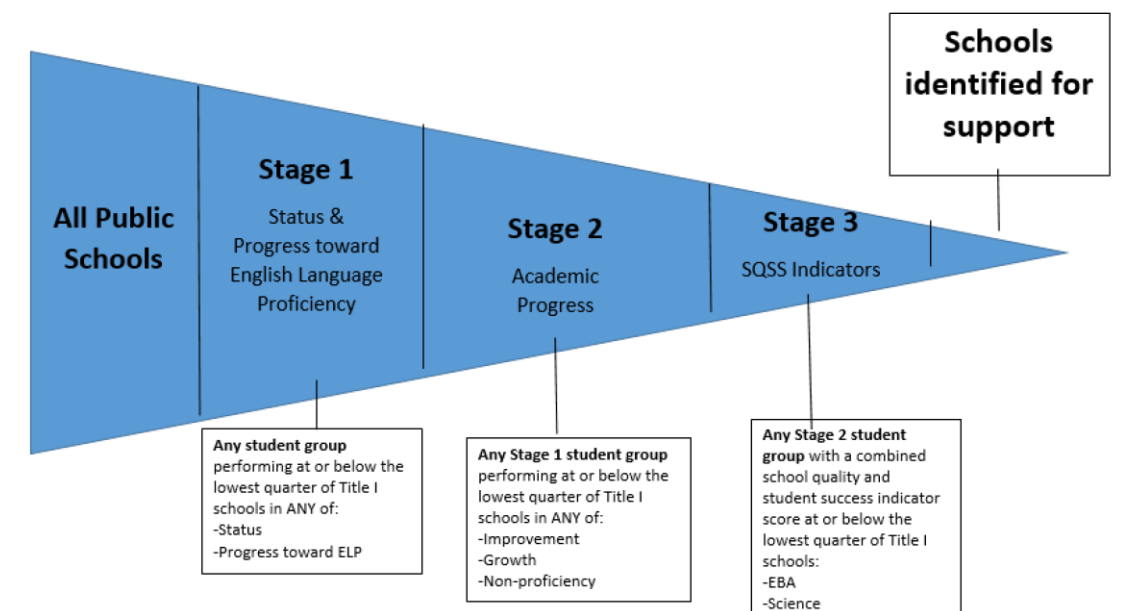 Schools
identified for
support
All Public
Schools
Stage 1
Status &
Progress toward
English Language
Proficiency
Stage 2
Academic
Progress
Stage 3
SQSS Indicators
Any student group
performing at or below the
lowest quarter of Title I
schools in ANY of:
-Status
-Progress toward ELP
Any Stage 1 student group
performing at or below the
lowest quarter of Title I
schools in ANY of:
-Improvement
-Growth
-Non-proficiency
Any Stage 2 student
group with a combined
school quality and
student success indicator
score at or below the
lowest quarter of Title I
schools:
-EBA
-Science